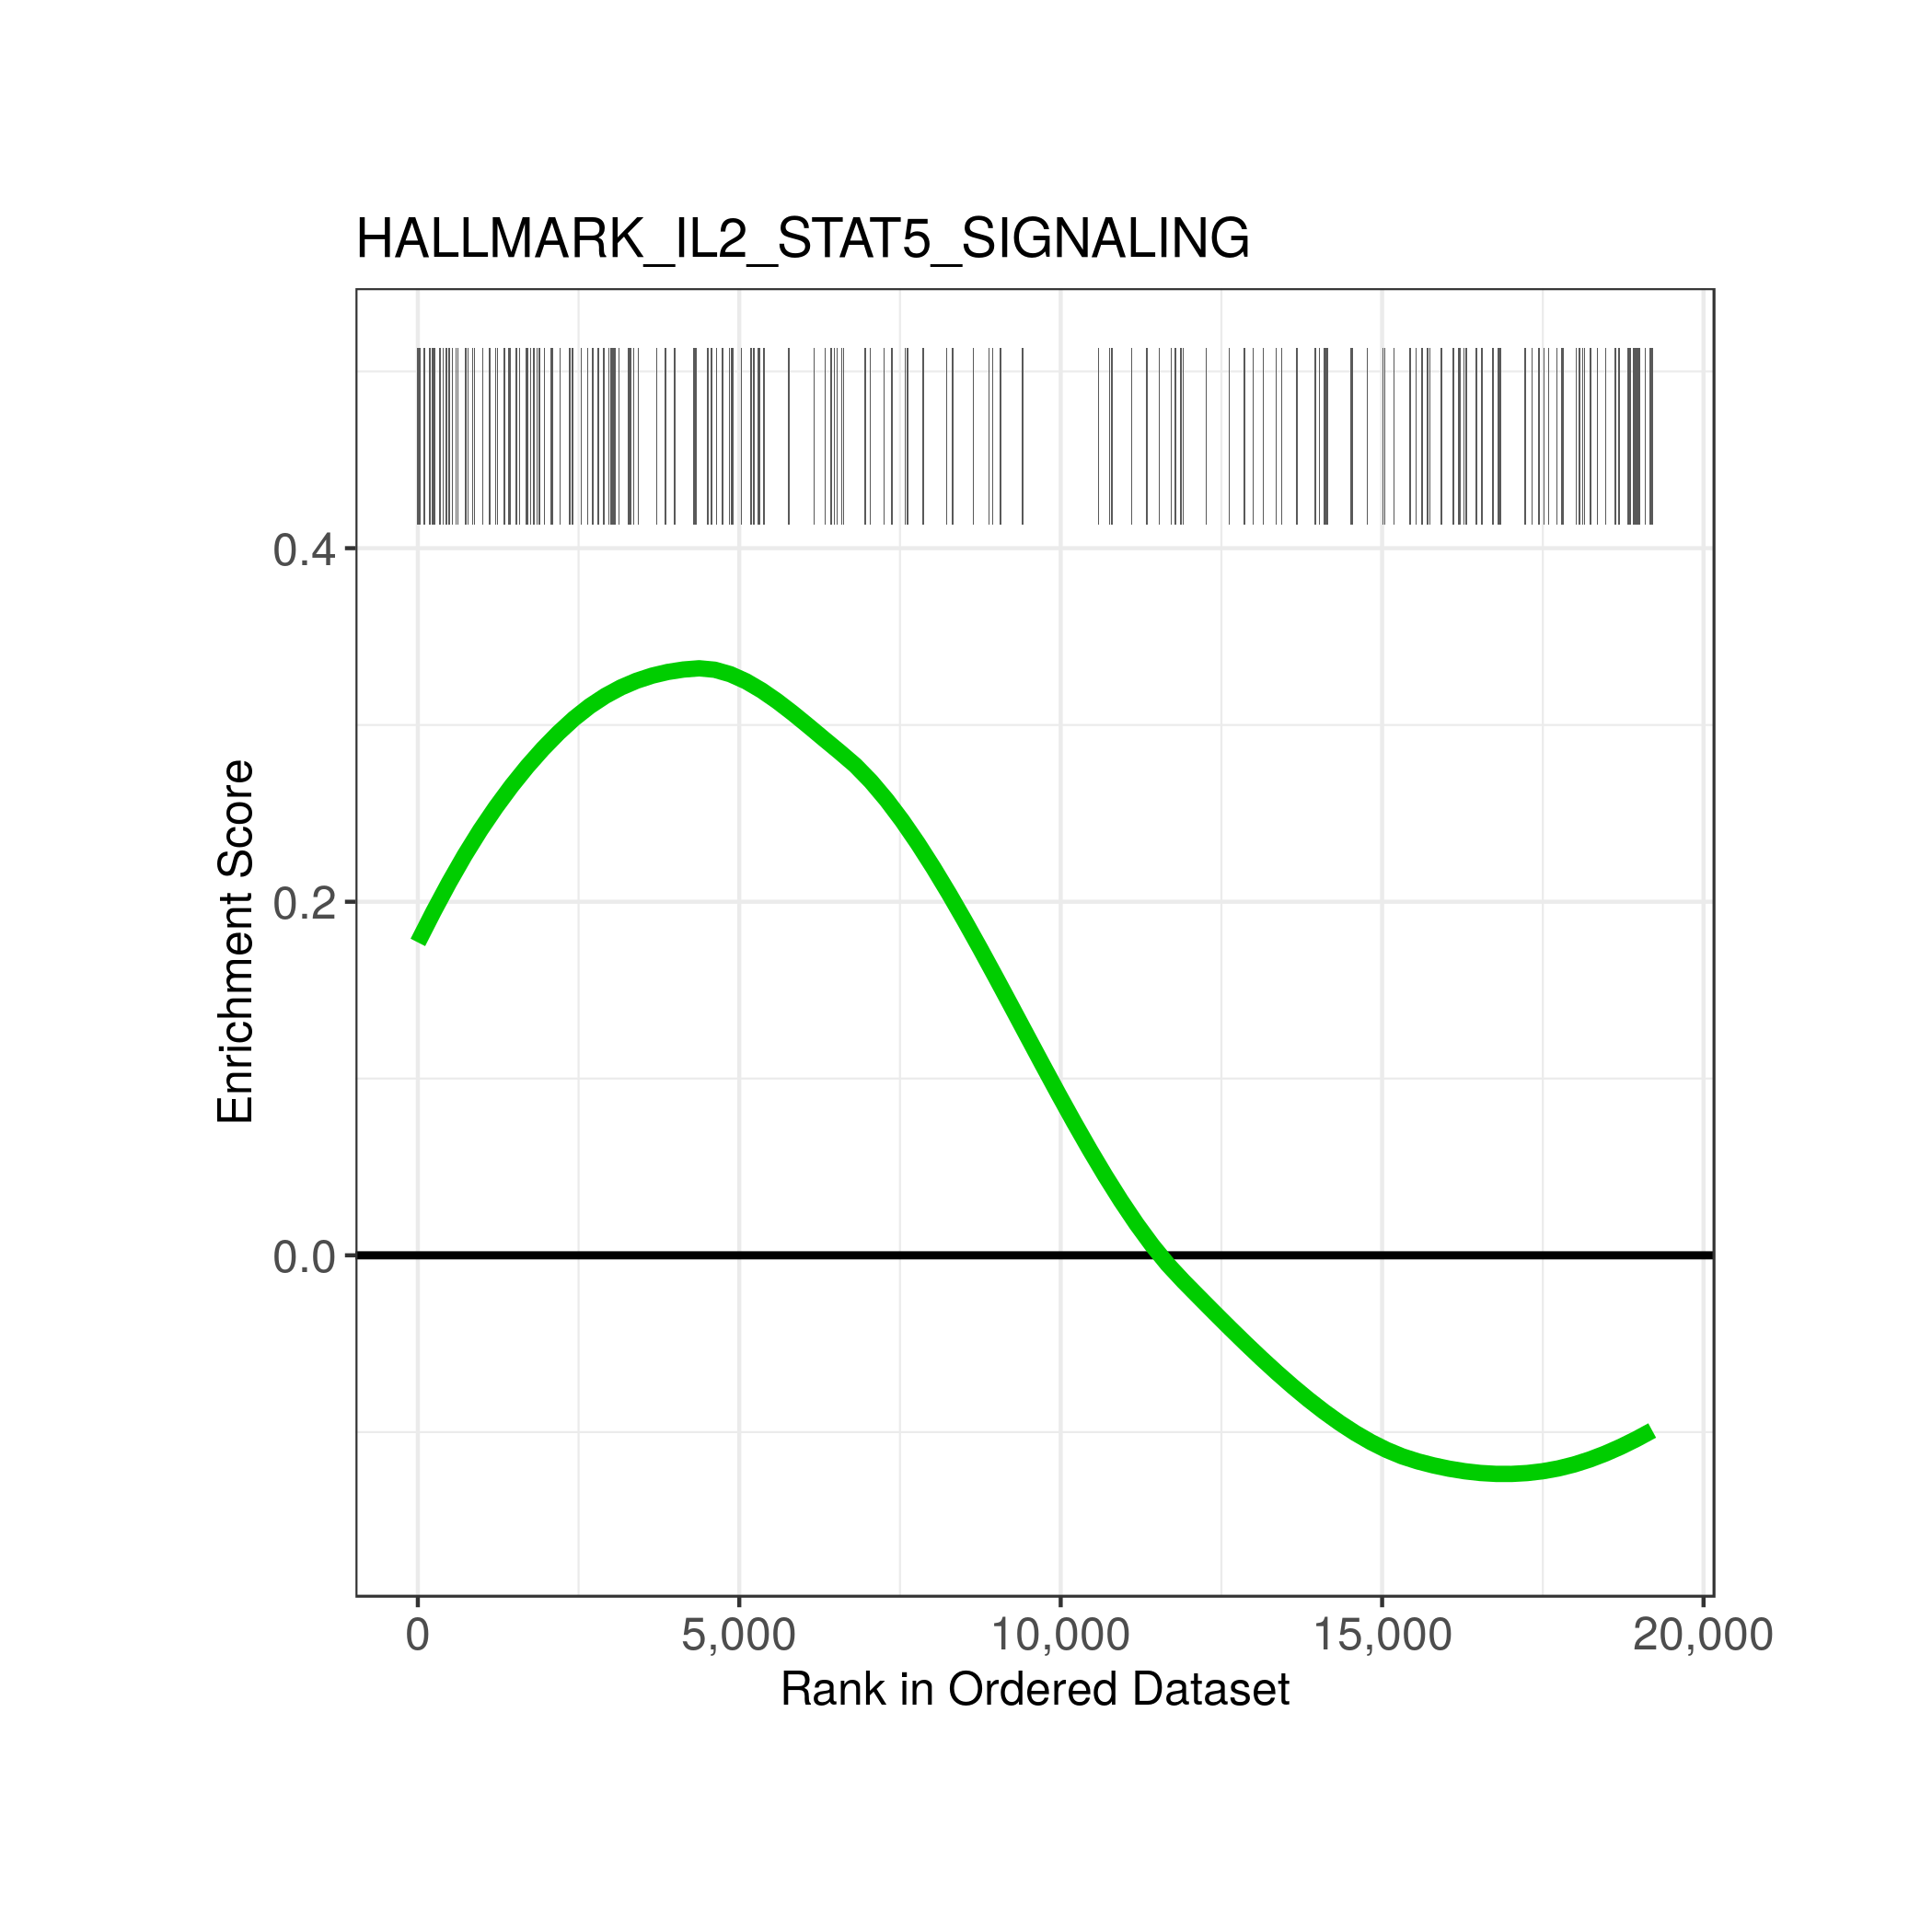 HALLMARK_IL2_STAT5_SIGNALING
Enrichment Score
0.4
0.2
0.0
0 5,000 10,000 15,000 20,000
Rank in Ordered Dataset